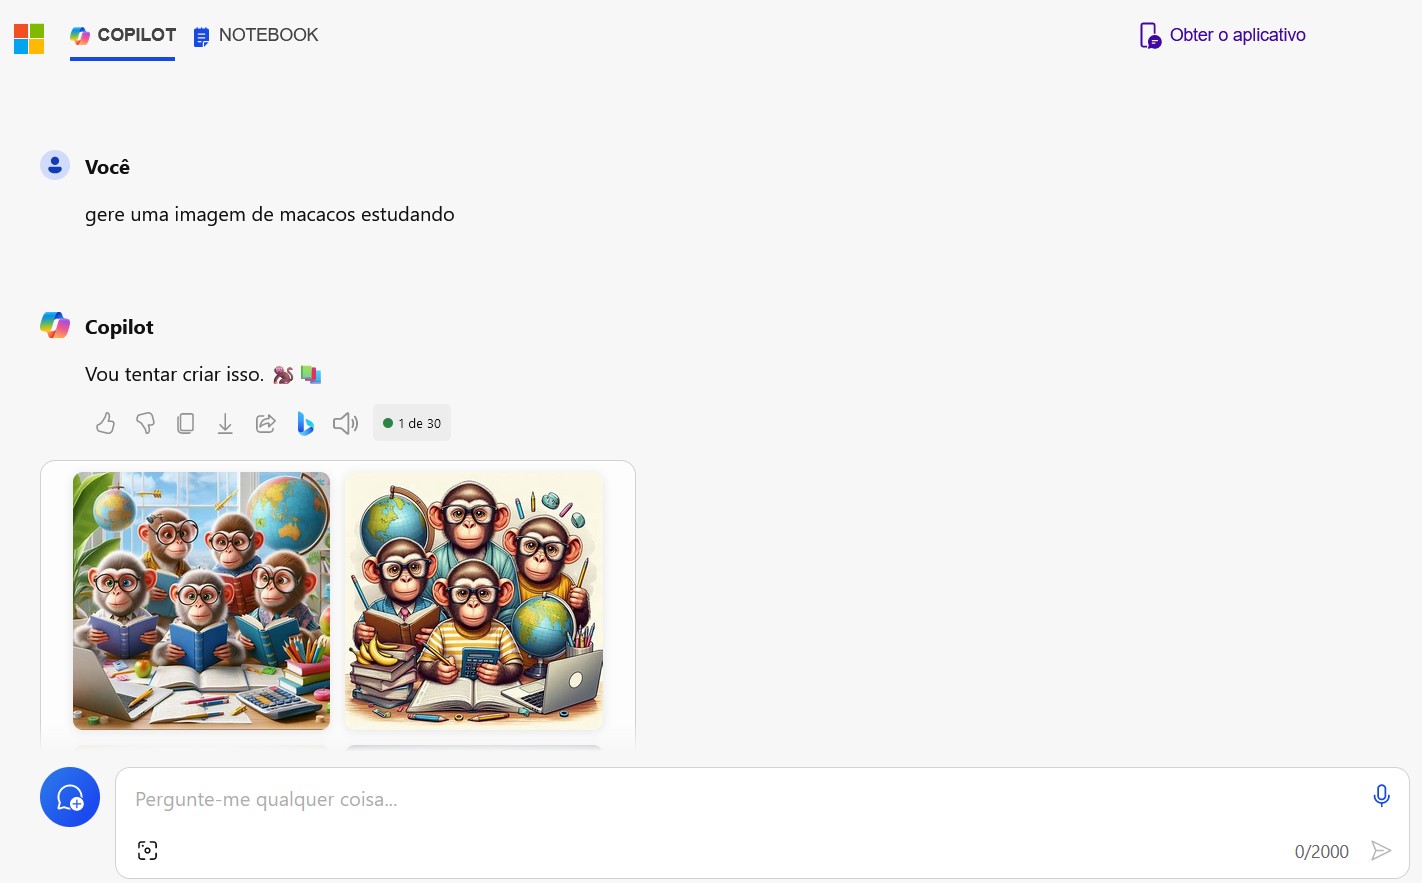 COPILOT
NOTEBOOK
Obter o aplicativo
Você
gere uma imagem de macacos estudando
Copilot
Vou tentar criar isso.
1 de 30
Pergunte-me qualquer coisa...
0/2000